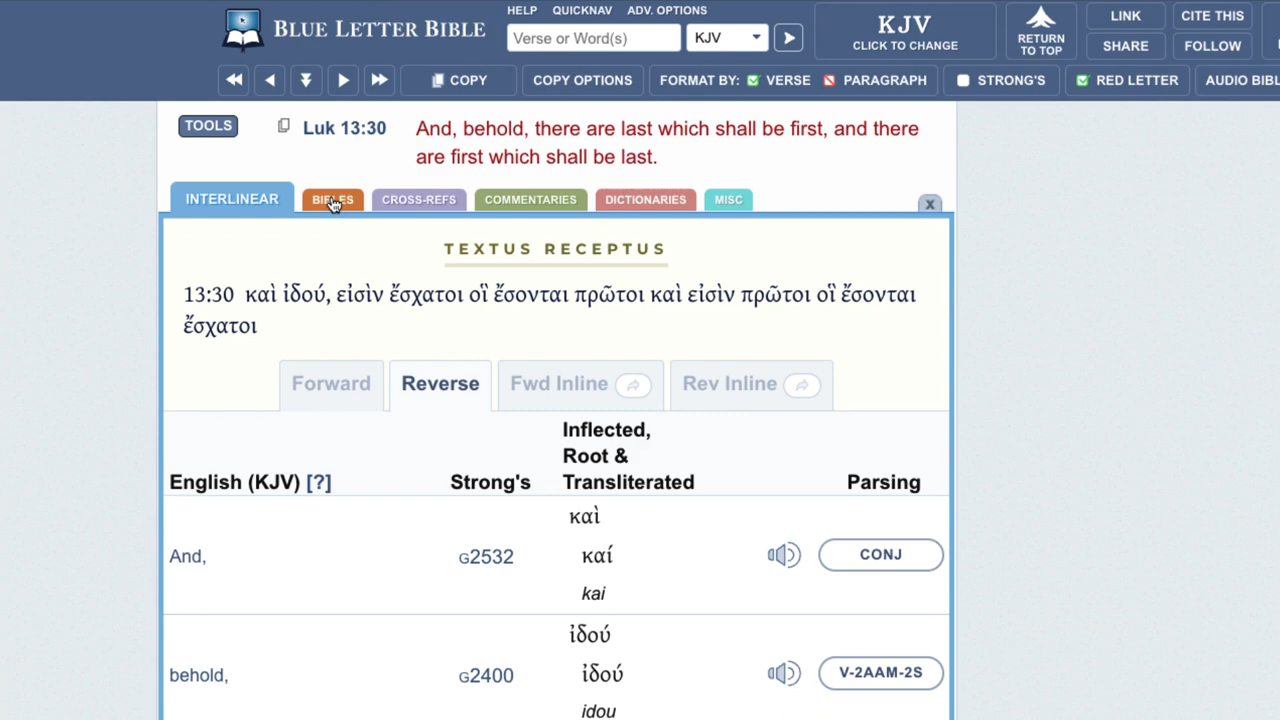 HELP QUICKNAV ADV. OPTIONS
BLUE LETTER BIBLE
Verse or Word(s)
KJV
KJV
CLICK TO CHANGE
RETURN
TO TOP
LINK
CITE THIS
SHARE
FOLLOW
COPY
COPY OPTIONS
FORMAT BY: VERSE PARAGRAPH
STRONG'S
RED LETTER
AUDIO BIBL
TOOLS
Luk 13:30
And, behold, there are last which shall be first, and there
are first which shall be last.
INTERLINEAR
BIBLES
CROSS-REFS
COMMENTARIES
DICTIONARIES
MISC
X
TEXTUS RECEPTUS
13:30 καὶ ἰδού, εἰσὶν ἔσχατοι οἳ ἔσονται πρῶτοι καὶ εἰσὶν πρῶτοι οἳ ἔσονται
ἔσχατοι
Forward
Reverse
Fwd Inline
Rev Inline
Inflected,
Root &
English (KJV) [?]
Strong's
Transliterated
Parsing
καὶ
And,
G2532
καί
CONJ
kai
ἰδού
behold,
G2400
ἰδού
V-2AAM-2S
idou